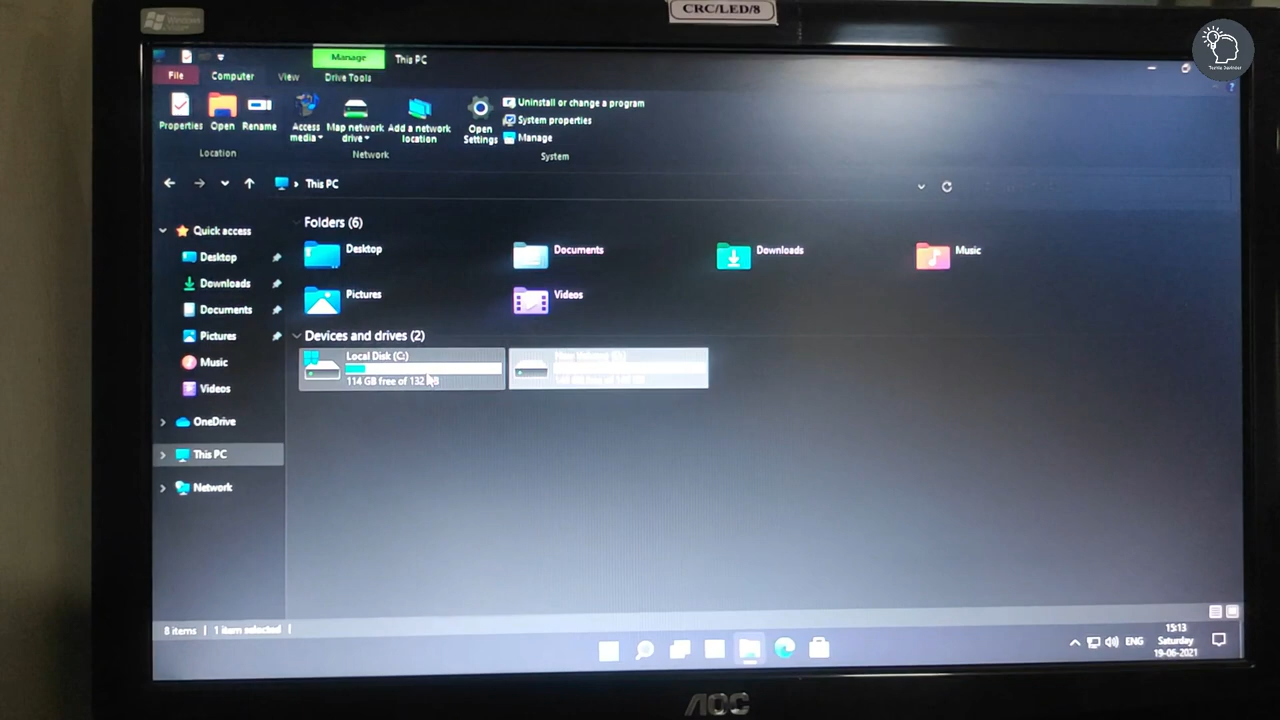 CRC/LED/8
Windows
Manage
This PC
File
Computer
View
Drive Tools
Properties
Open
Rename
Access media
Map network drive
Add a network location
Open Settings
Uninstall or change a program
System properties
Manage
Location
Network
System
This PC
Quick access
Desktop
Downloads
Documents
Pictures
Music
Videos
OneDrive
This PC
Network
Folders (6)
Desktop
Documents
Downloads
Music
Pictures
Videos
Devices and drives (2)
Local Disk (C:)
114 GB free of 132
8 items
1 item selected
ENG
15:13
Saturday
19-06-2021
AOC